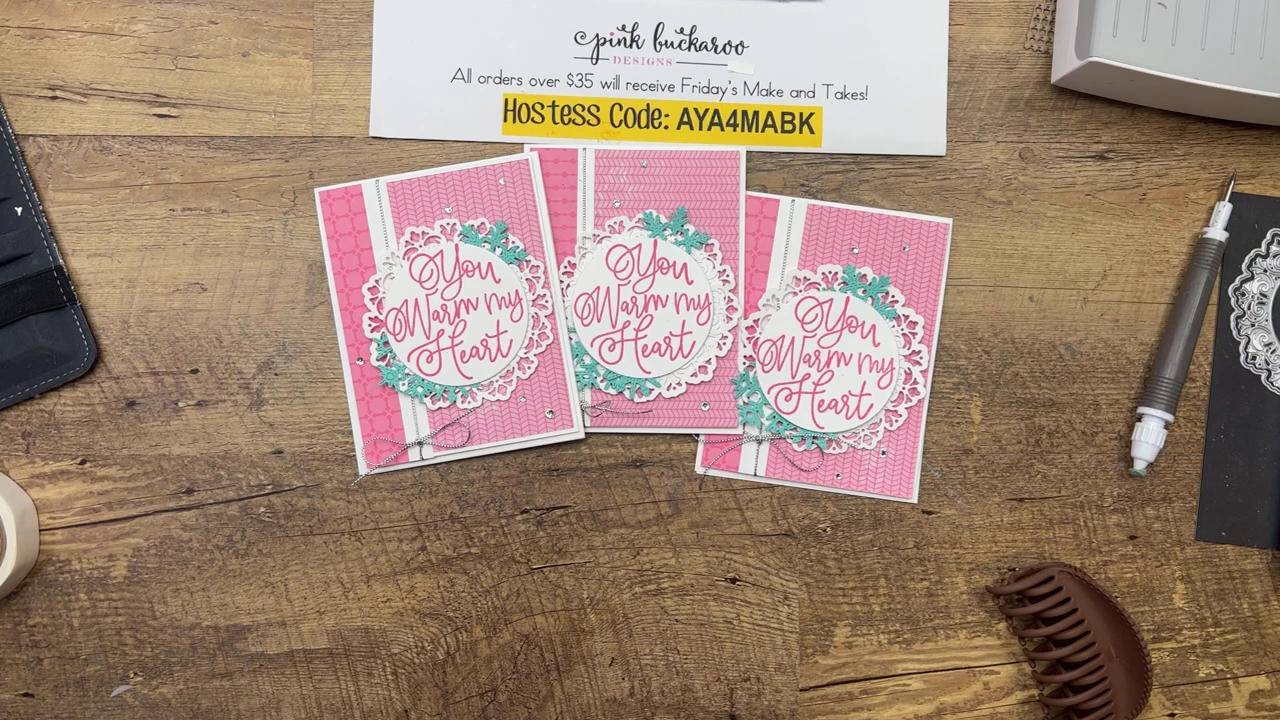 pink buckaroo
DESIGNS
All orders over $35 will receive Friday's Make and Takes!
Hostess Code: AYA4MABK
You
Warm my
Heart
You
Warm my
Heart
You
Warm my
Heart